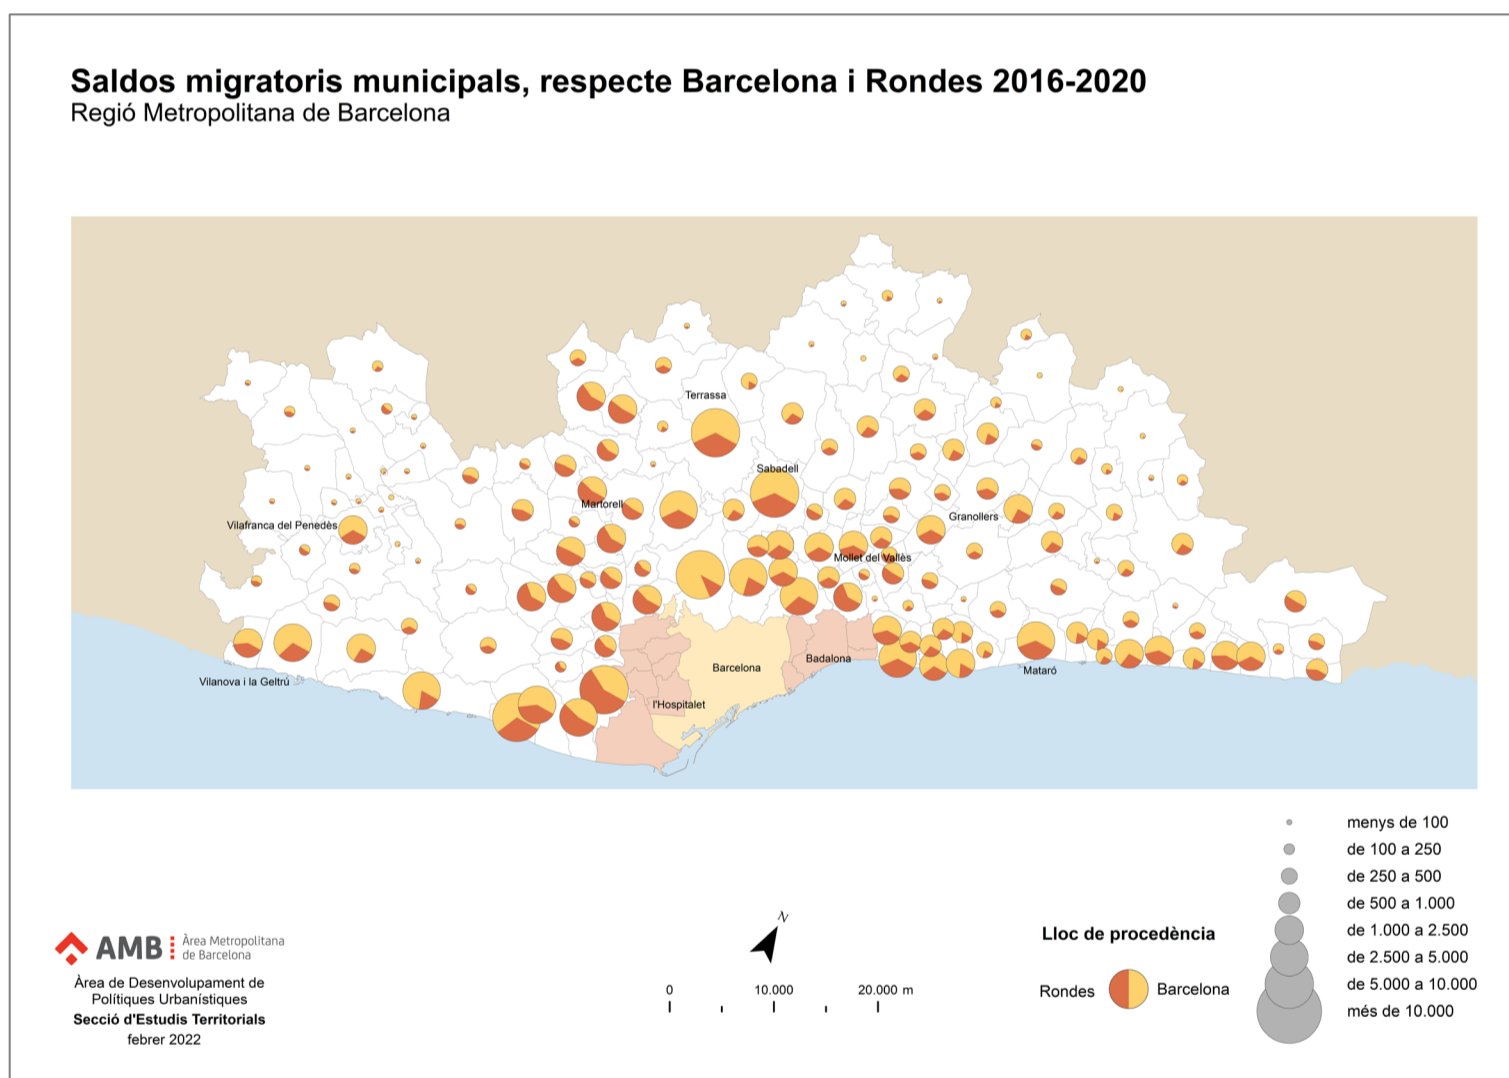 Saldos migratoris municipals, respecte Barcelona i Rondes 2016-2020
Regió Metropolitana de Barcelona
Terrassa
Sabadell
Martorell
Granollers
Vilafranca del Penedès
Mollet del Vallès
Barcelona
Badalona
Mataró
Vilanova i la Geltrú
l'Hospitalet
menys de 100
de 100 a 250
de 250 a 500
de 500 a 1.000
de 1.000 a 2.500
de 2.500 a 5.000
de 5.000 a 10.000
més de 10.000
Lloc de procedència
Rondes
Barcelona
N
0 10.000 20.000 m
AMB
Àrea Metropolitana
de Barcelona
Àrea de Desenvolupament de
Polítiques Urbanístiques
Secció d'Estudis Territorials
febrer 2022